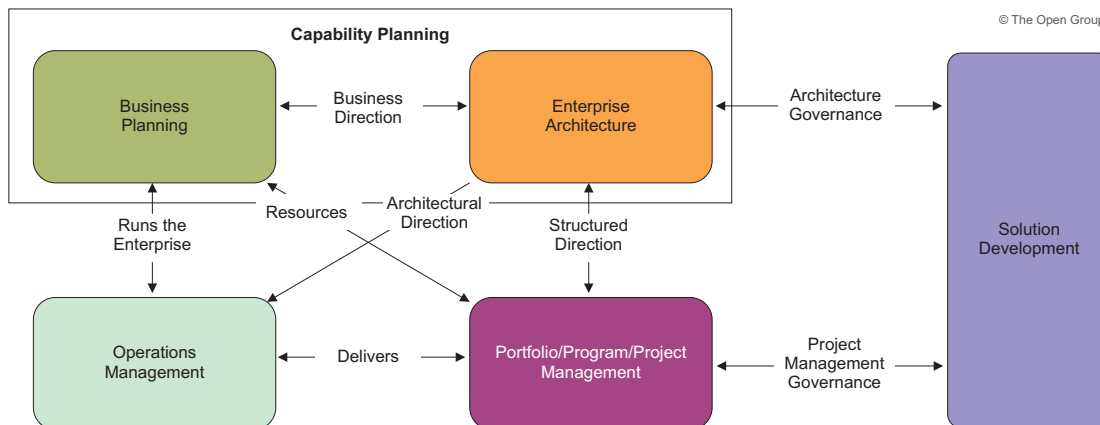 Capability Planning
© The Open Group
Business
Planning
Business
Direction
Enterprise
Architecture
Architecture
Governance
Runs the
Enterprise
Resources
Architectural
Direction
Structured
Direction
Solution
Development
Operations
Management
Delivers
Portfolio/Program/Project
Management
Project
Management
Governance